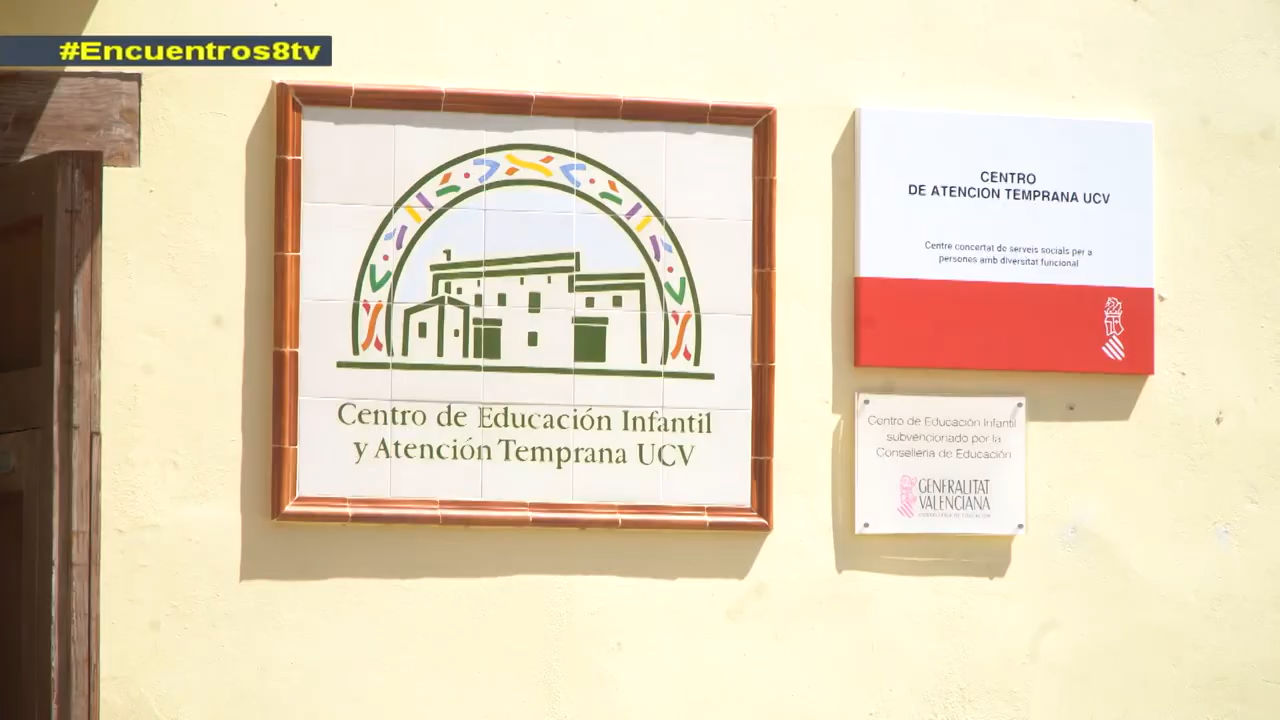 #Encuentros8tv
Centro de Educación Infantil
y Atención Temprana UCV
CENTRO
DE ATENCION TEMPRANA UCV
Centre concertat de serveis socials per a
persones amb diversitat funcional
Centro de Educación Infantil
subvencionado por la
Conselleria de Educación
GENERALITAT
VALENCIANA